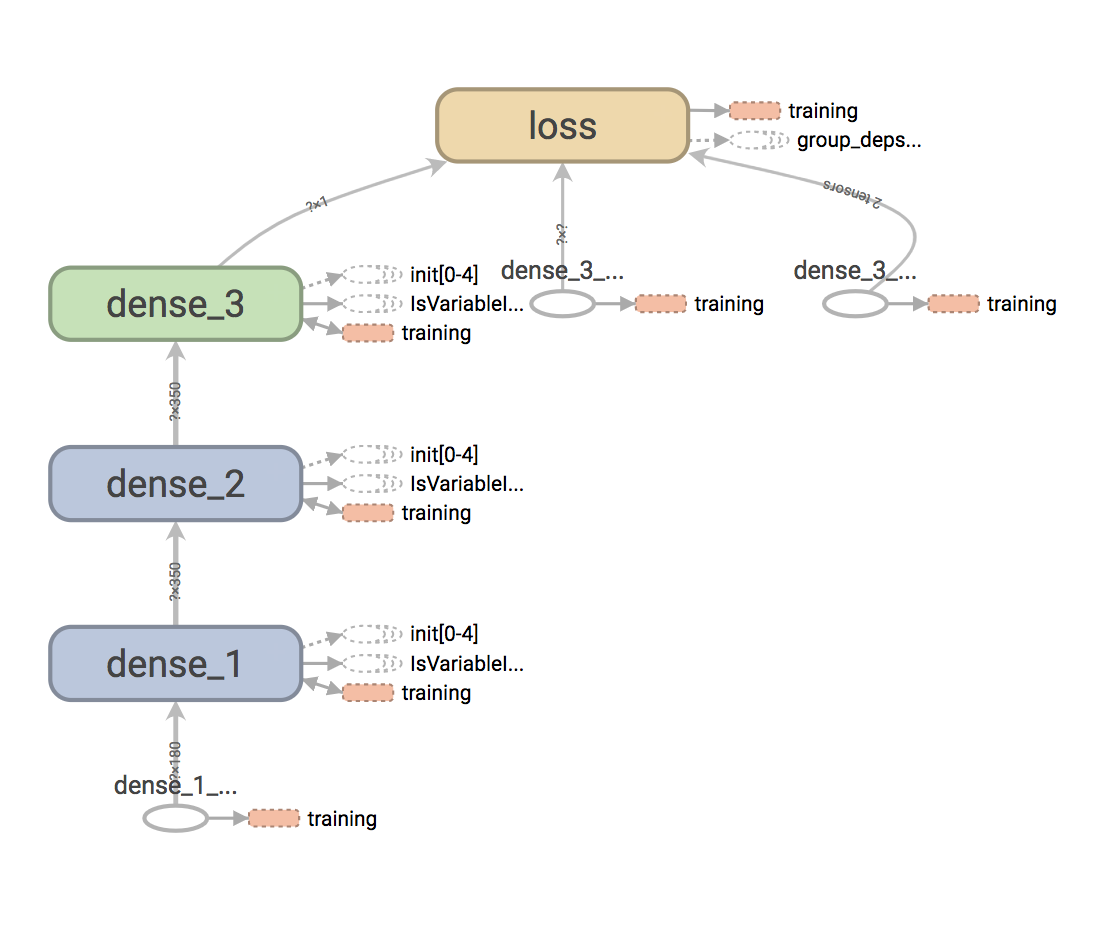 loss
training
group_deps...
?×1
?×?
2 tensors
dense_3
init[0-4]
IsVariableI...
training
dense_3_...
training
dense_3_...
training
?×350
dense_2
init[0-4]
IsVariableI...
training
?×350
dense_1
init[0-4]
IsVariableI...
training
?×180
dense_1_...
training